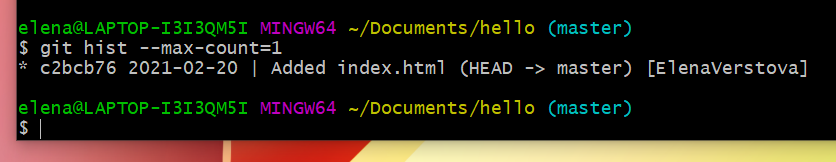 elena@LAPTOP-I3I3QM5I MINGW64 ~/Documents/hello (master)
$ git hist --max-count=1
* c2bcb76 2021-02-20 | Added index.html (HEAD -> master) [ElenaVerstova]
elena@LAPTOP-I3I3QM5I MINGW64 ~/Documents/hello (master)
$